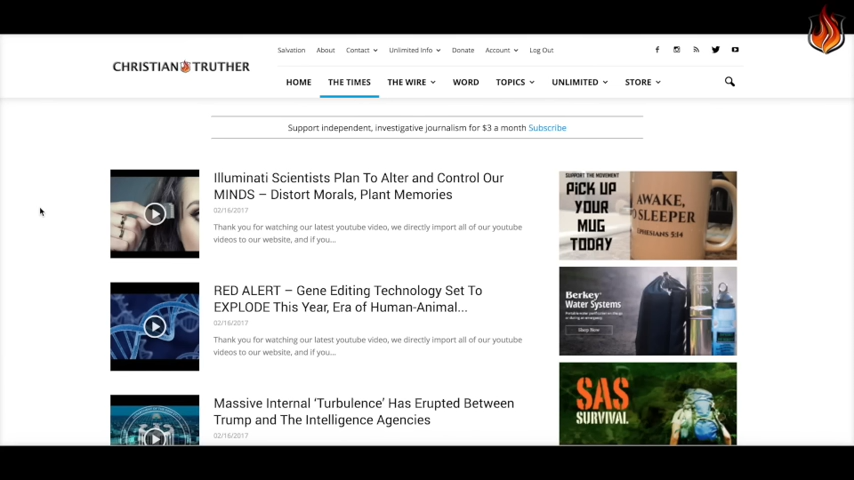 Salvation About Contact Unlimited Info Donate Account Log Out
CHRISTIAN TRUTHER
HOME THE TIMES THE WIRE WORD TOPICS UNLIMITED STORE
Support independent, investigative journalism for $3 a month Subscribe
Illuminati Scientists Plan To Alter and Control Our
MINDS – Distort Morals, Plant Memories
02/16/2017
Thank you for watching our latest youtube video, we directly import all of our youtube
videos to our website, and if you...
RED ALERT – Gene Editing Technology Set To
EXPLODE This Year, Era of Human-Animal...
02/16/2017
Thank you for watching our latest youtube video, we directly import all of our youtube
videos to our website, and if you...
Massive Internal ‘Turbulence’ Has Erupted Between
Trump and The Intelligence Agencies
02/16/2017
SUPPORT THE MOVEMENT
PiCK UP
YOUR
MUG
TODAY
AWAKE,
O SLEEPER
EPHESIANS 5:14
Berkey
Water Systems
Shop Now
SAS
SURVIVAL